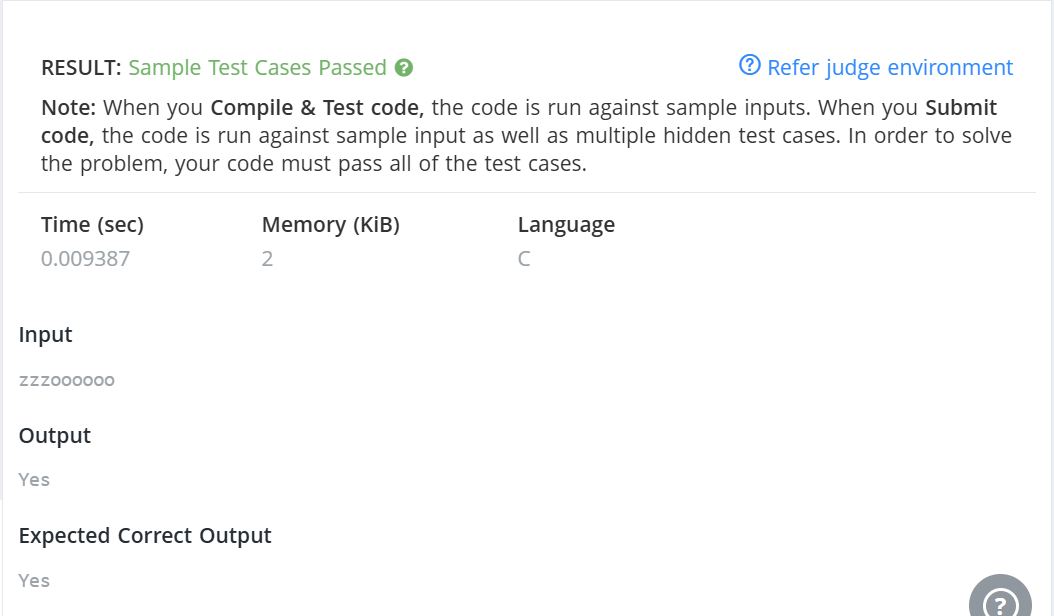 RESULT: Sample Test Cases Passed ? ? Refer judge environment
Note: When you Compile & Test code, the code is run against sample inputs. When you Submit
code, the code is run against sample input as well as multiple hidden test cases. In order to solve
the problem, your code must pass all of the test cases.
Time (sec) Memory (KiB) Language
0.009387 2 C
Input
zzzoooooo
Output
Yes
Expected Correct Output
Yes
?